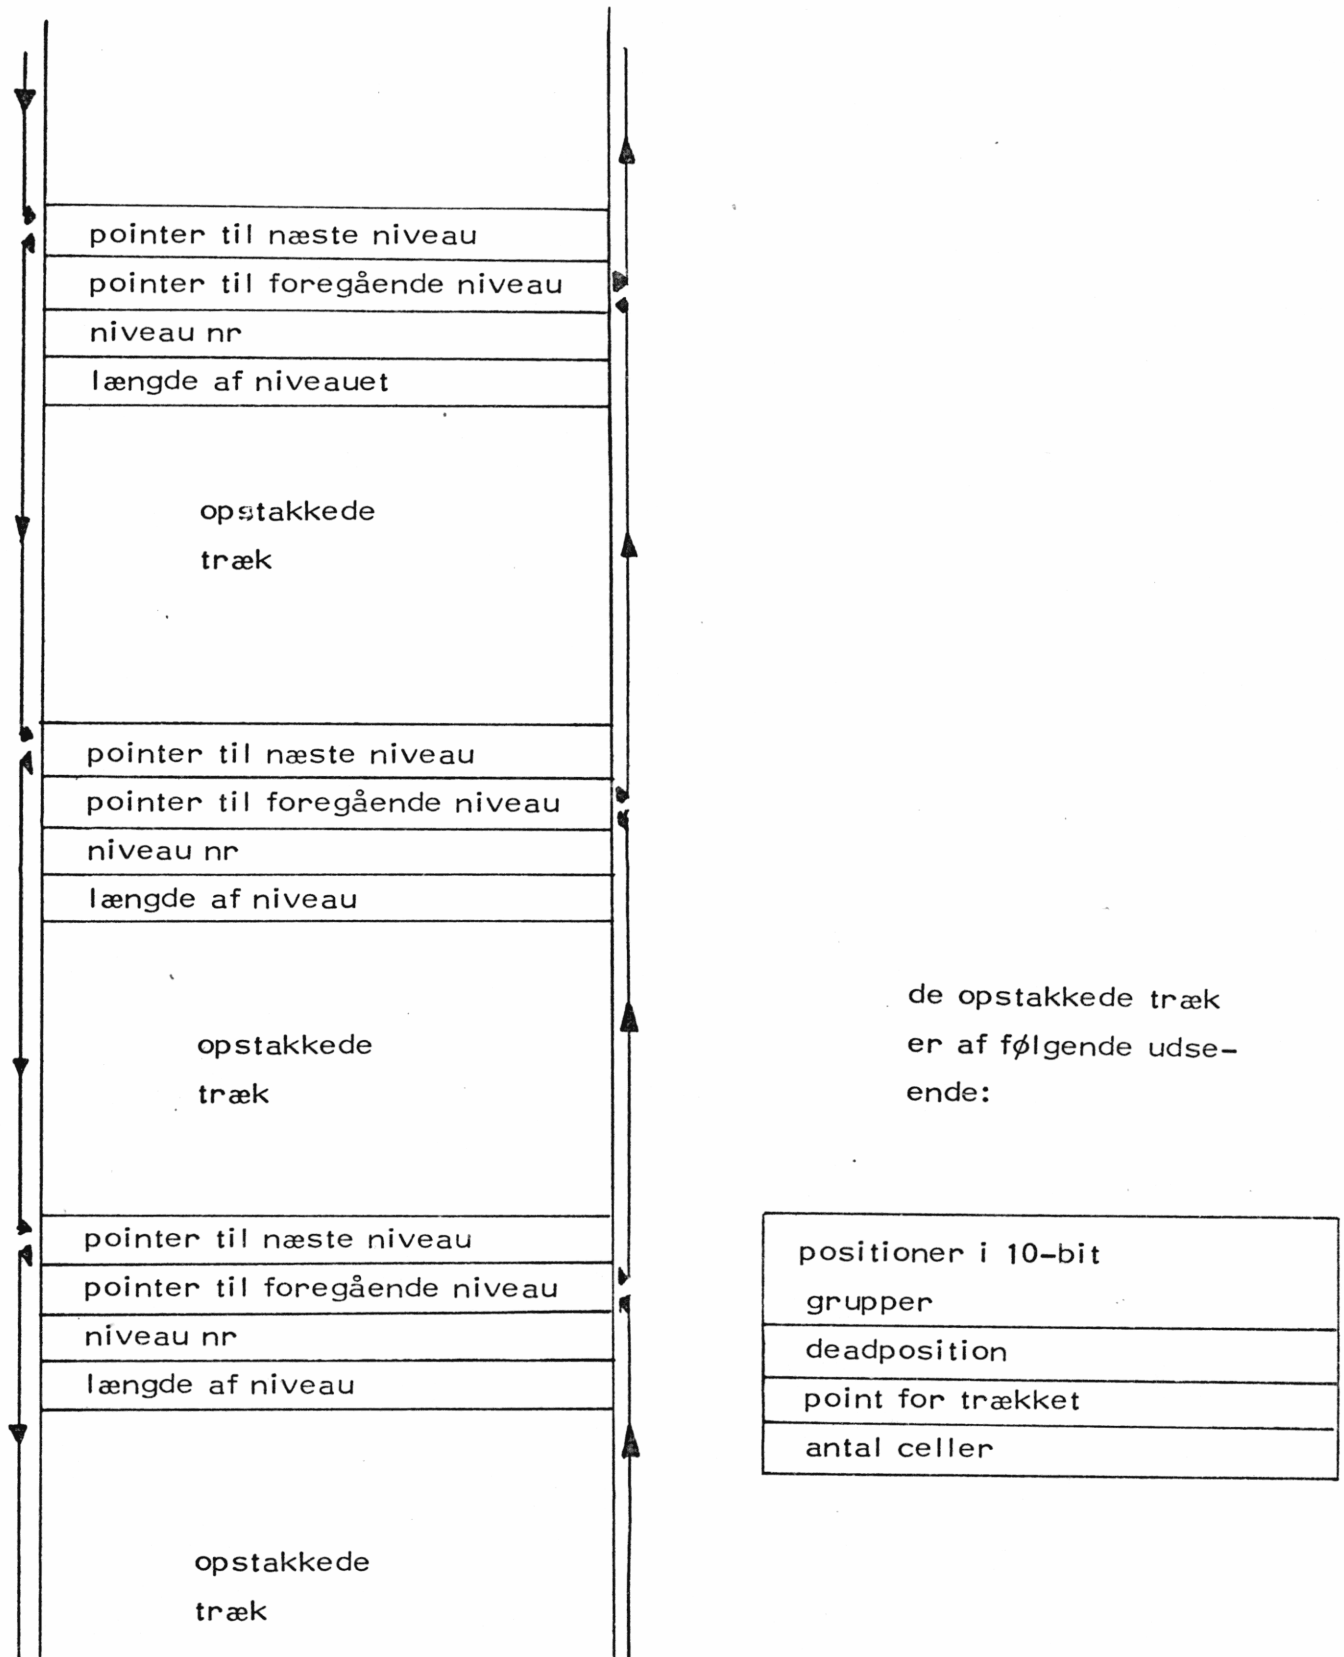 pointer til næste niveau
pointer til foregående niveau
niveau nr
længde af niveauet
opstakkede
træk
pointer til næste niveau
pointer til foregående niveau
niveau nr
længde af niveau
opstakkede
træk
pointer til næste niveau
pointer til foregående niveau
niveau nr
længde af niveau
opstakkede
træk
de opstakkede træk
er af følgende udse-
ende:
positioner i 10-bit
grupper
deadposition
point for trækket
antal celler